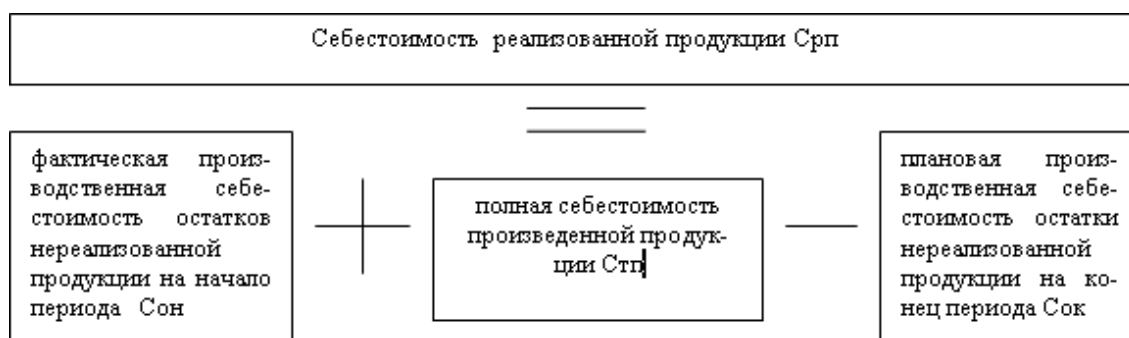 Себестоимость реализованной продукции Срп
фактическая произ-
водственная себе-
стоимость остатков
нереализованной
продукции на начало
периода Сон
полная себестоимость
произведенной продук-
ции Стп
плановая произ-
водственная себе-
стоимость остатки
нереализованной
продукции на ко-
нец периода Сок